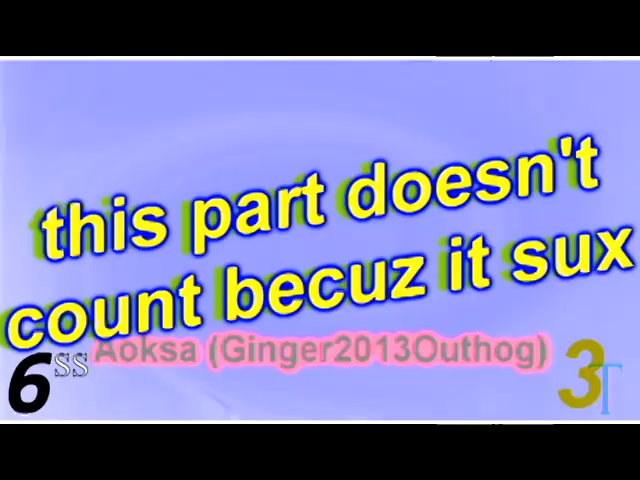 this part doesn't
count becuz it sux
Aoksa (Ginger2013Outhog)
6ss
3T